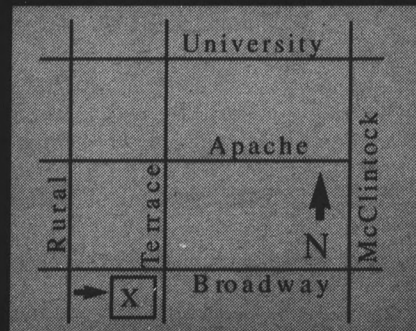 University
Apache
Rural
Terrace
McClintock
N
Broadway
X